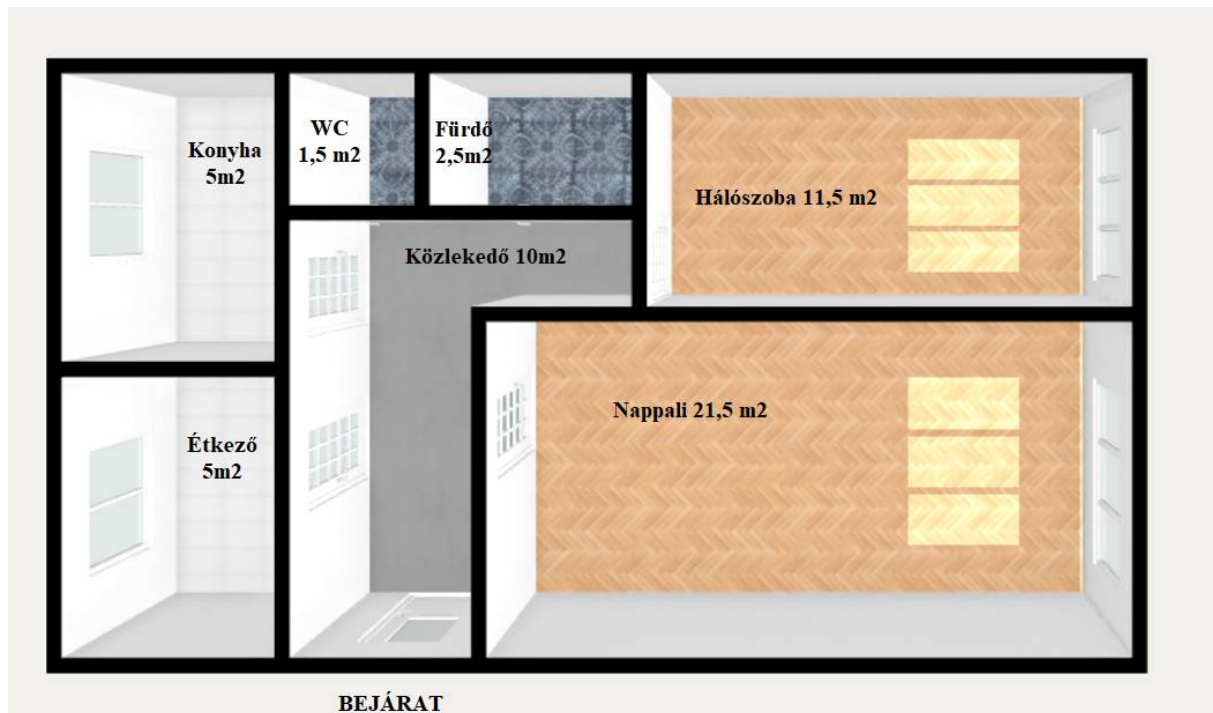 Konyha
5m2
WC
1,5 m2
Fürdő
2,5m2
Hálószoba 11,5 m2
Közlekedő 10m2
Étkező
5m2
Nappali 21,5 m2
BEJÁRAT